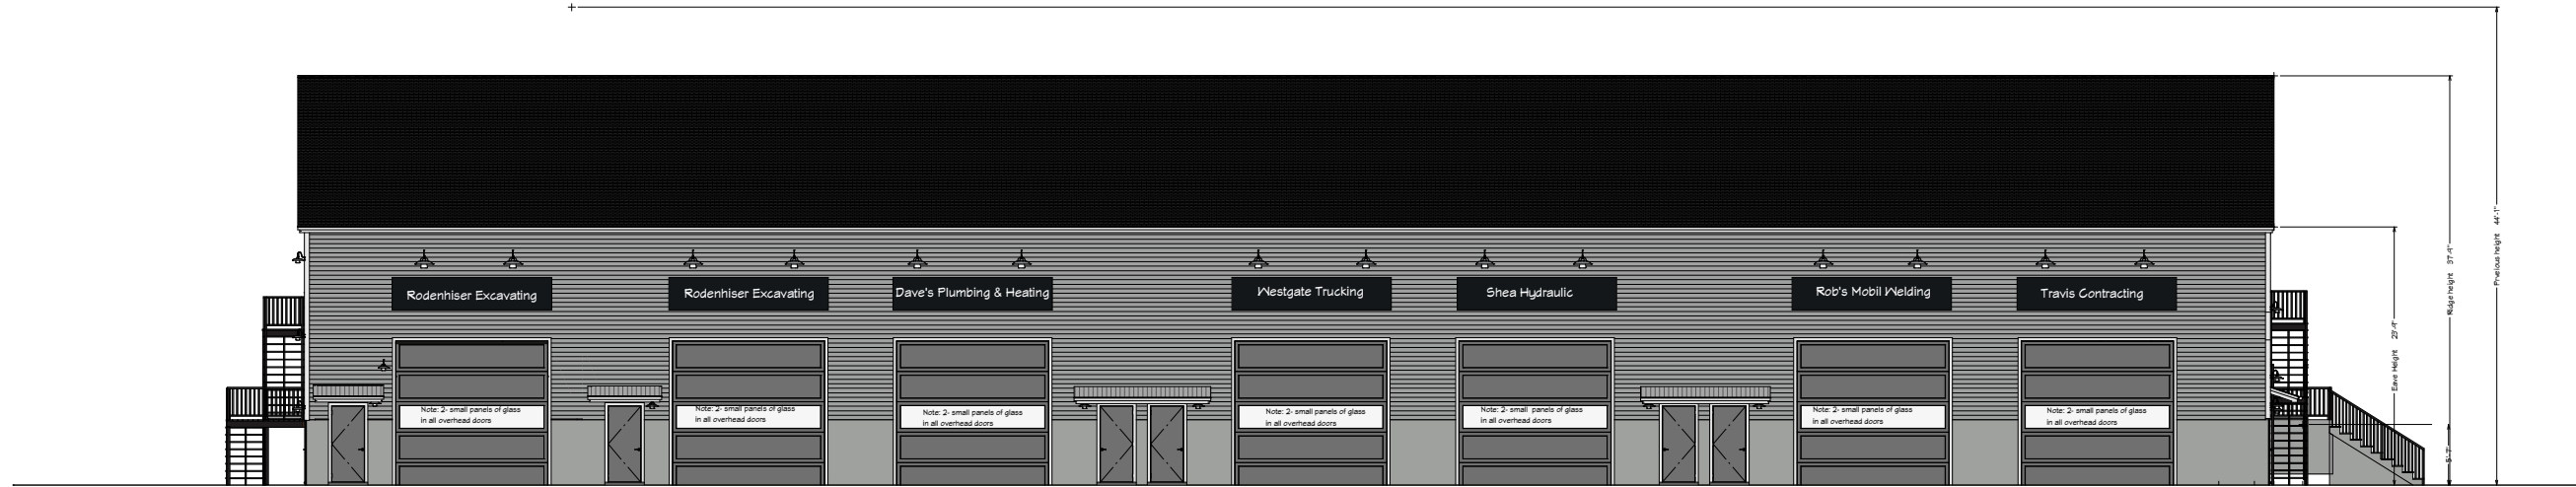 Rodenhiser Excavating
Rodenhiser Excavating
Dave's Plumbing & Heating
Westgate Trucking
Shea Hydraulic
Rob's Mobil Welding
Travis Contracting
Note: 2- small panels of glass
in all overhead doors
Note: 2- small panels of glass
in all overhead doors
Note: 2- small panels of glass
in all overhead doors
Note: 2- small panels of glass
in all overhead doors
Note: 2- small panels of glass
in all overhead doors
Note: 2- small panels of glass
in all overhead doors
Note: 2- small panels of glass
in all overhead doors
Eave Height
Ridge height 37'-9"
height 44'-1"